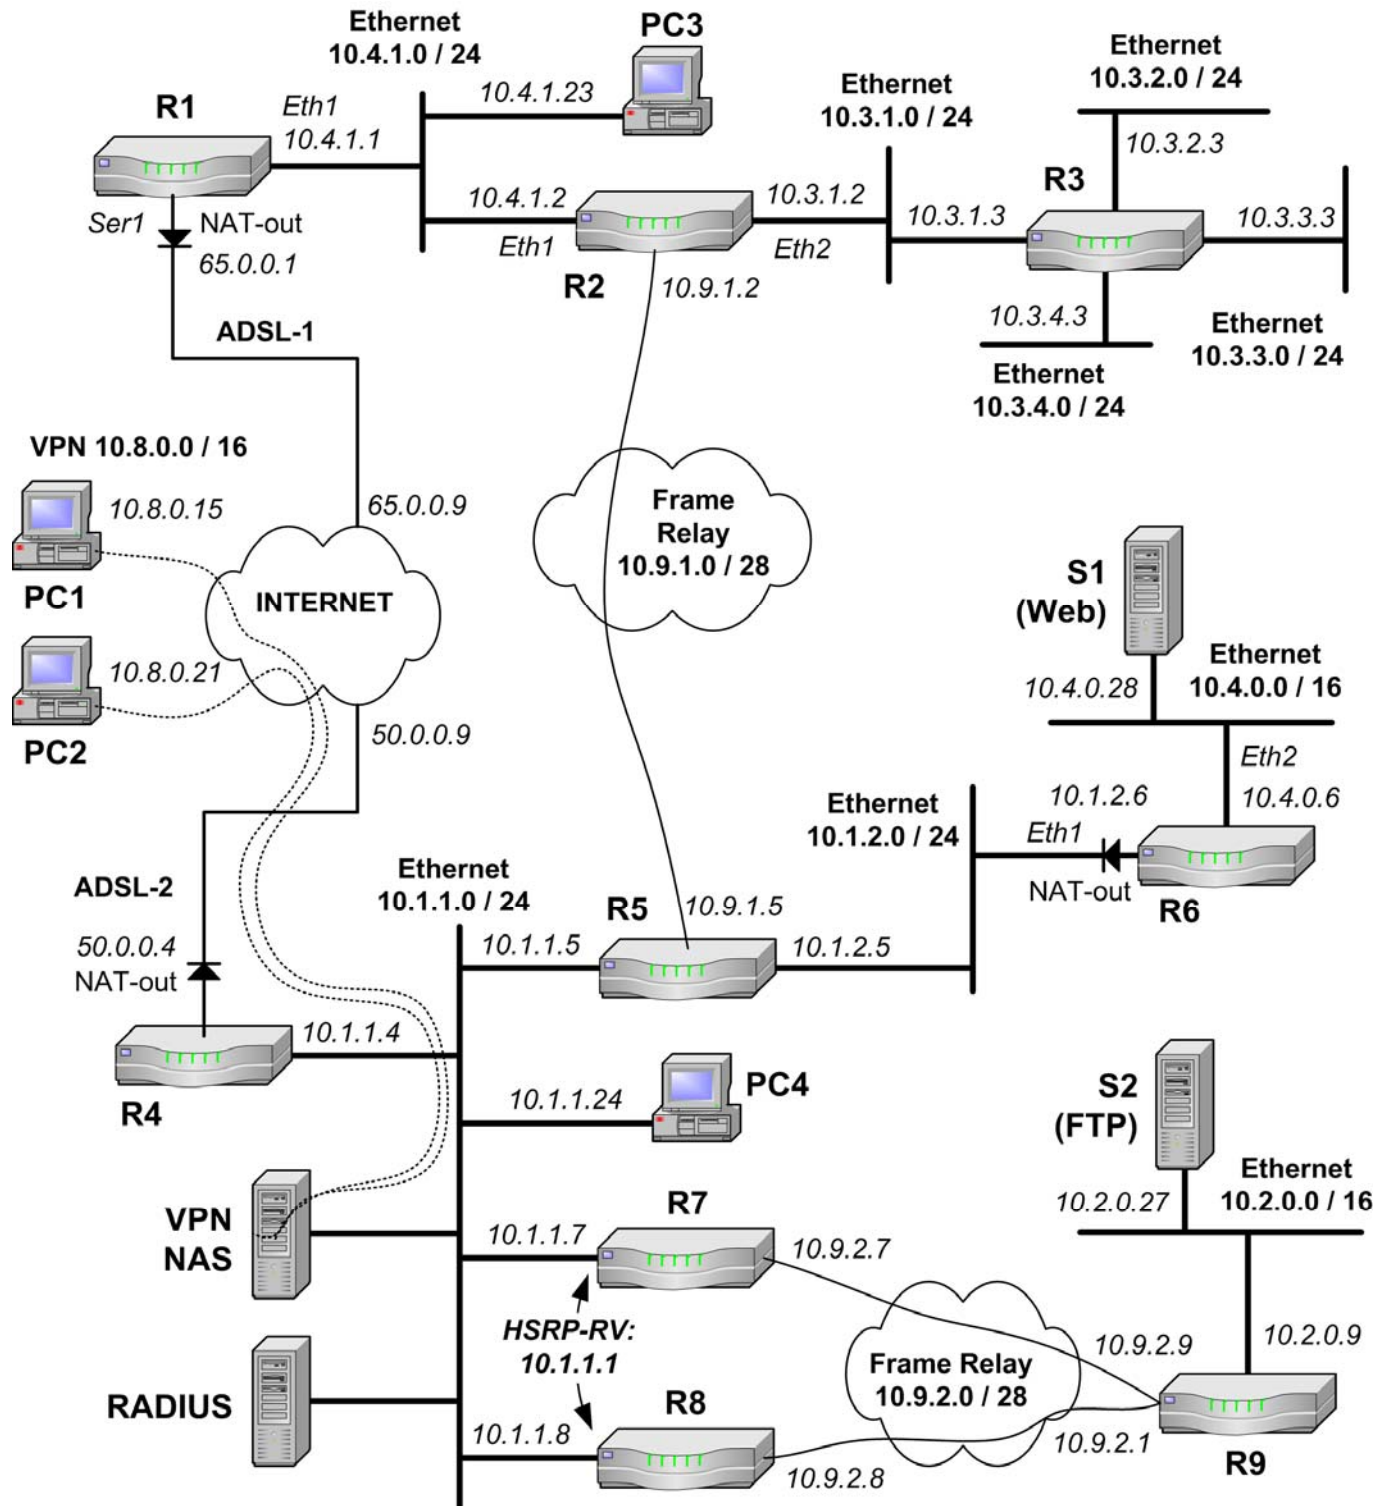 Ethernet
10.4.1.0 / 24
PC3
Ethernet
10.3.2.0 / 24
R1
Eth1
10.4.1.1
10.4.1.23
Ethernet
10.3.1.0 / 24
10.3.2.3
R3
Ser1
NAT-out
65.0.0.1
10.4.1.2
Eth1
R2
10.3.1.2
Eth2
10.9.1.2
10.3.1.3
10.3.3.3
10.3.4.3
Ethernet
10.3.3.0 / 24
Ethernet
10.3.4.0 / 24
ADSL-1
VPN 10.8.0.0 / 16
10.8.0.15
PC1
65.0.0.9
INTERNET
Frame
Relay
10.9.1.0 / 28
10.8.0.21
PC2
50.0.0.9
S1
(Web)
10.4.0.28
Ethernet
10.4.0.0 / 16
Eth2
10.4.0.6
10.1.2.6
Eth1
NAT-out
R6
Ethernet
10.1.2.0 / 24
ADSL-2
50.0.0.4
NAT-out
Ethernet
10.1.1.0 / 24
R5
10.9.1.5
10.1.1.5
10.1.2.5
10.1.1.4
R4
10.1.1.24
PC4
S2
(FTP)
10.2.0.27
Ethernet
10.2.0.0 / 16
VPN
NAS
10.1.1.7
R7
10.9.2.7
HSRP-RV:
10.1.1.1
Frame Relay
10.9.2.0 / 28
10.9.2.9
10.2.0.9
RADIUS
10.1.1.8
R8
10.9.2.8
10.9.2.1
R9